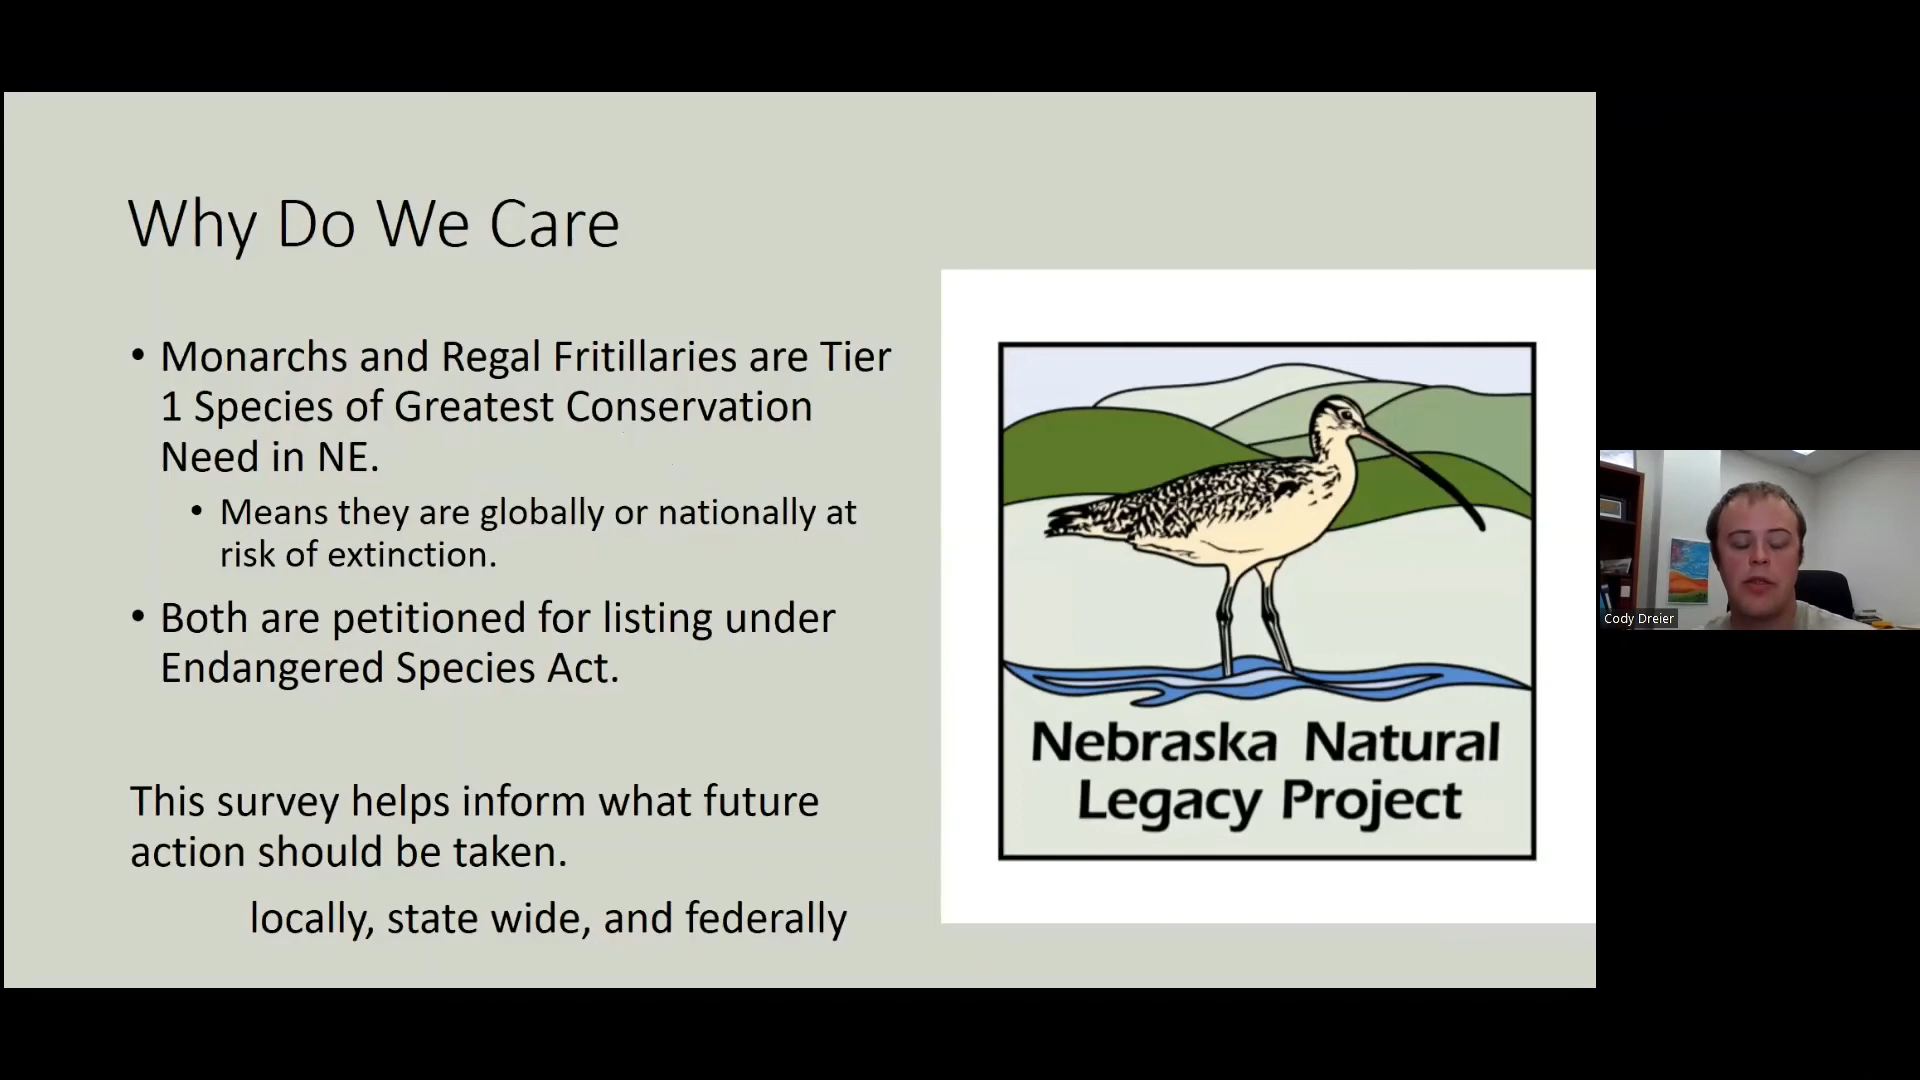 Why Do We Care
• Monarchs and Regal Fritillaries are Tier
1 Species of Greatest Conservation
Need in NE.
• Means they are globally or nationally at
risk of extinction.
• Both are petitioned for listing under
Endangered Species Act.
This survey helps inform what future
action should be taken.
locally, state wide, and federally
Nebraska Natural
Legacy Project
Cody Dreier